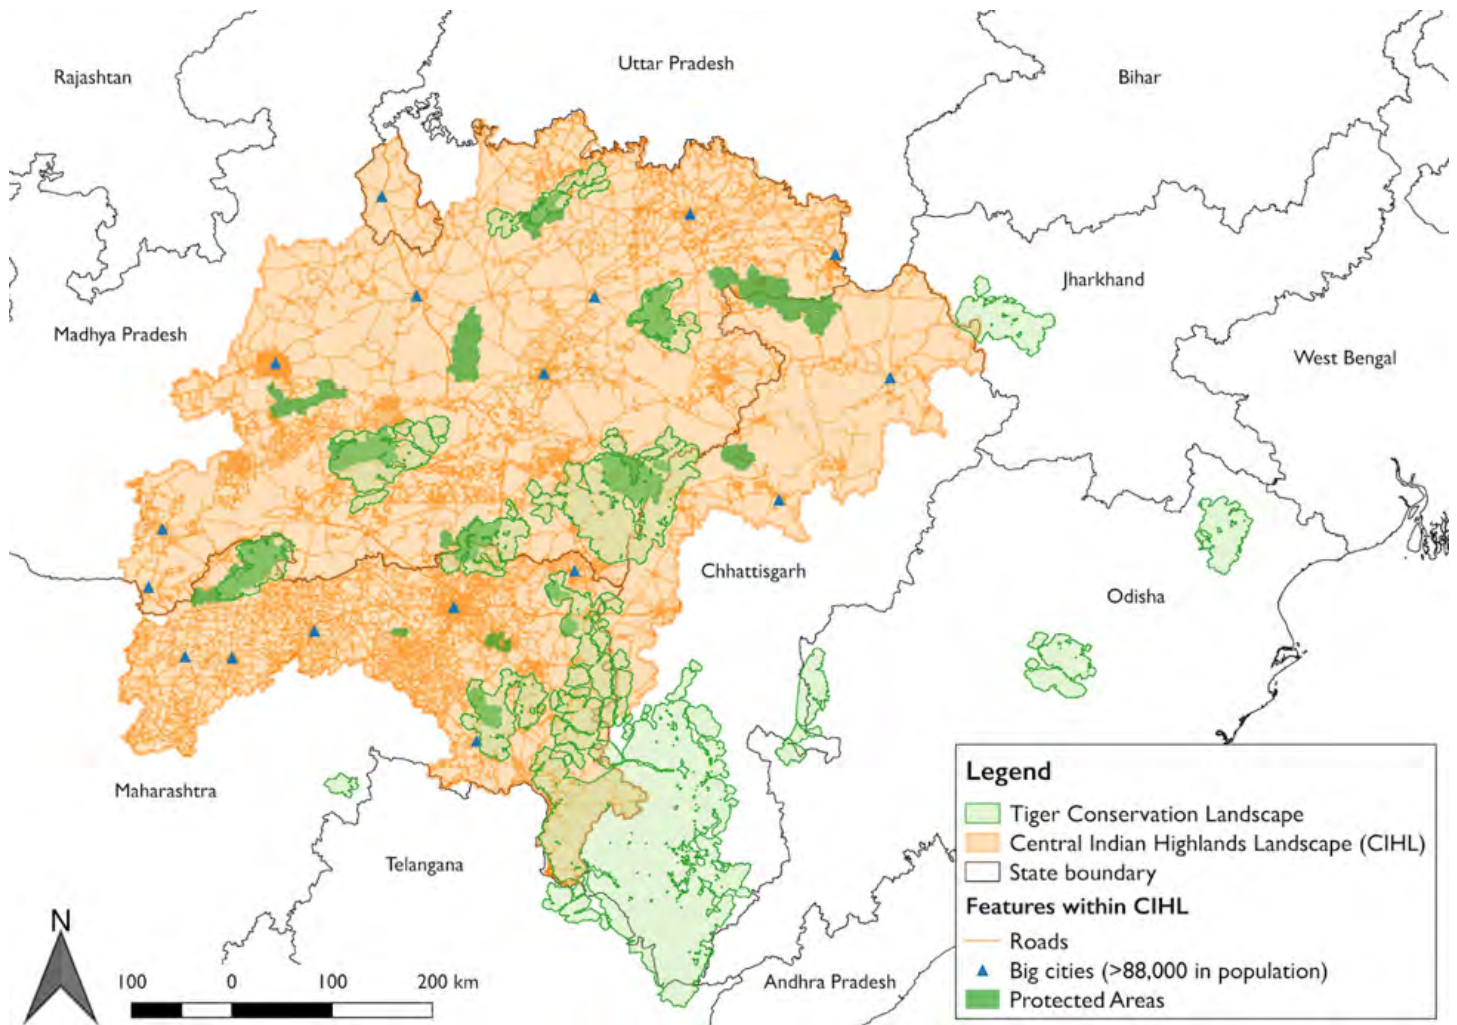 Uttar Pradesh
Rajashtan
Bihar
Jharkhand
Madhya Pradesh
West Bengal
Chhattisgarh
Odisha
Maharashtra
Telangana
Andhra Pradesh
Legend
Tiger Conservation Landscape
Central Indian Highlands Landscape (CIHL)
State boundary
Features within CIHL
Roads
Big cities (>88,000 in population)
Protected Areas
N
100 0 100 200 km